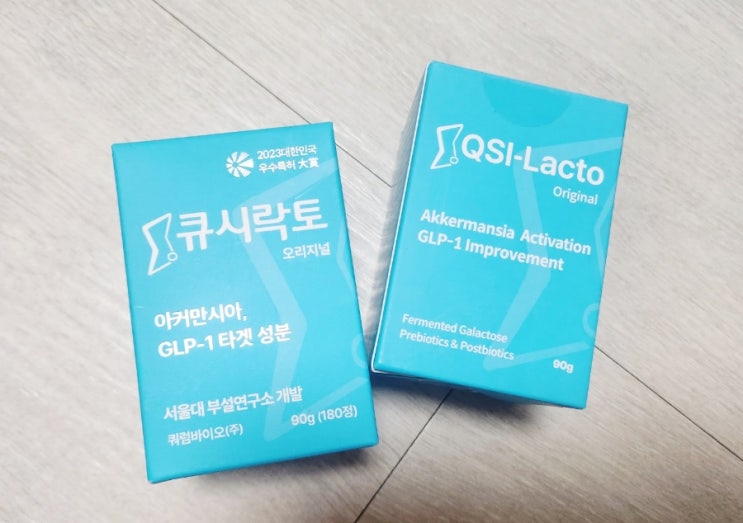 2023대한민국
우수특허 大賞
큐시락토
오리지널
아커만시아,
GLP-1 타겟 성분
서울대 부설연구소 개발
쿼럼바이오(주)
90g (180정)
QSI-Lacto
Original
Akkermansia Activation
GLP-1 Improvement
Fermented Galactose
Prebiotics & Postbiotics
90g